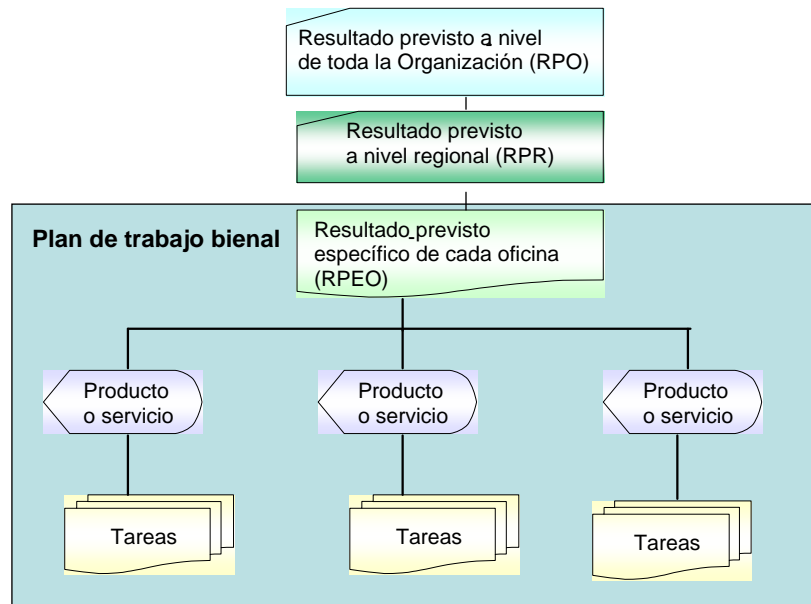 Resultado previsto a nivel
de toda la Organización (RPO)
Resultado previsto
a nivel regional (RPR)
Plan de trabajo bienal
Resultado previsto
específico de cada oficina
(RPEO)
Producto
o servicio
Producto
o servicio
Producto
o servicio
Tareas
Tareas
Tareas